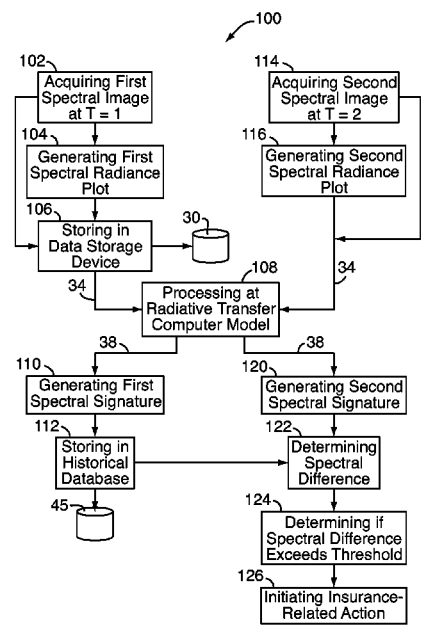 100
102
Acquiring First
Spectral Image
at T = 1
104
Generating First
Spectral Radiance
Plot
106
Storing in
Data Storage
Device
30
34
114
Acquiring Second
Spectral Image
at T = 2
116
Generating Second
Spectral Radiance
Plot
34
108
Processing at
Radiative Transfer
Computer Model
38
38
110
Generating First
Spectral Signature
112
Storing in
Historical
Database
45
120
Generating Second
Spectral Signature
122
Determining
Spectral
Difference
124
Determining if
Spectral Difference
Exceeds Threshold
126
Initiating Insurance-
Related Action